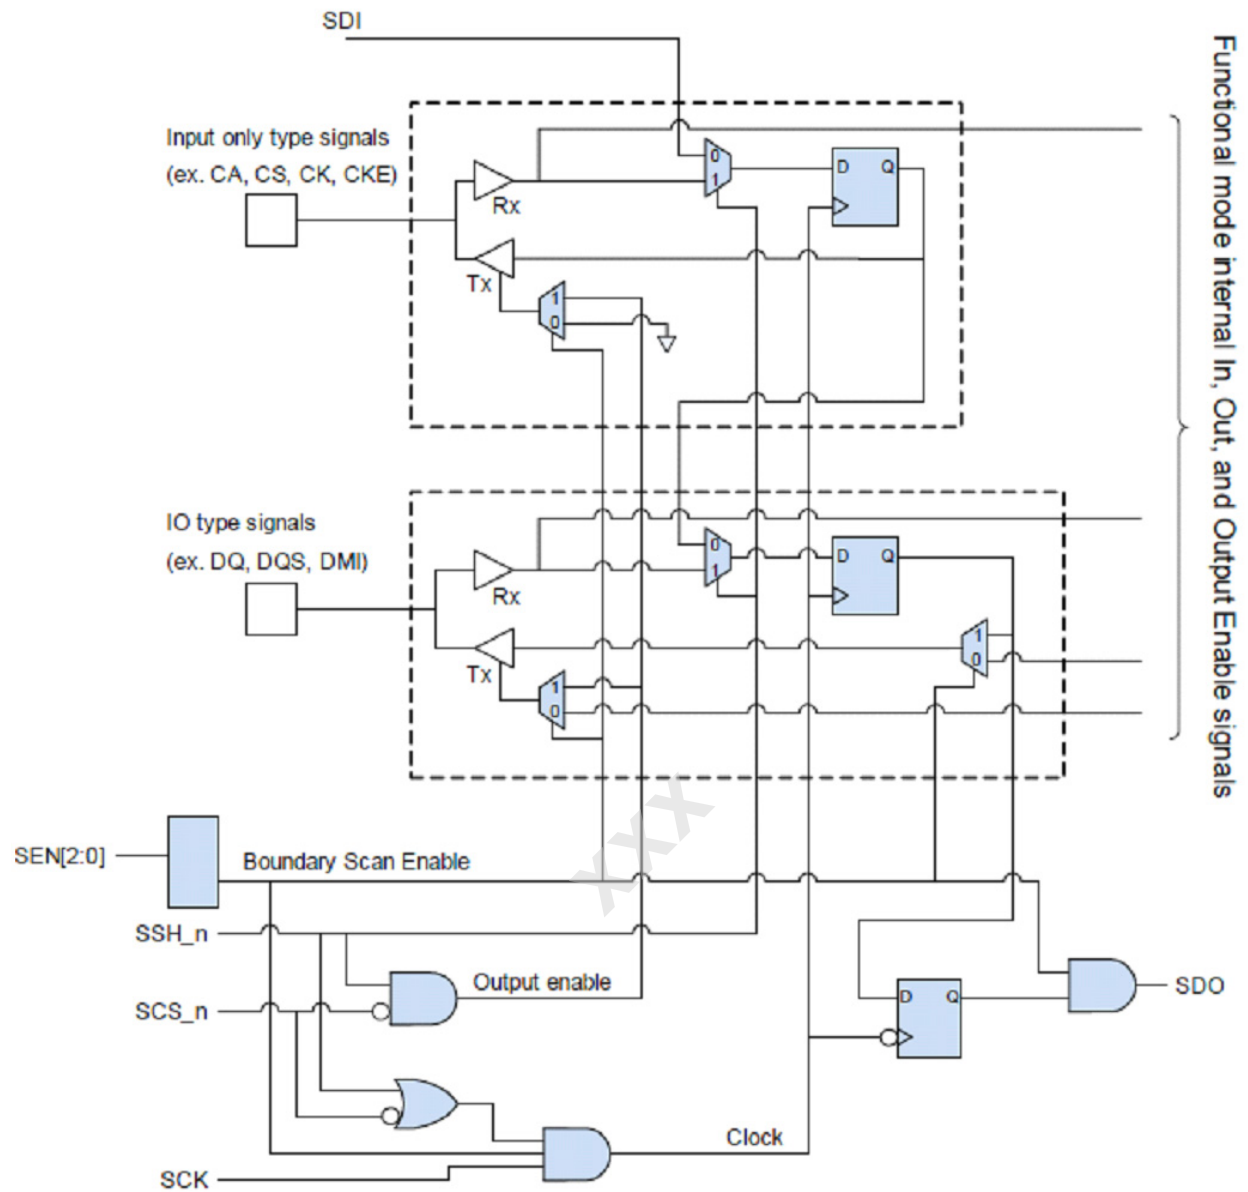 SDI
Input only type signals
(ex. CA, CS, CK, CKE)
0
1
D Q
Rx
Tx
1
0
IO type signals
(ex. DQ, DQS, DMI)
0
1
D Q
Rx
1
0
Tx
1
0
Functional mode internal In, Out, and Output Enable signals
xxx
SEN[2:0]
Boundary Scan Enable
SSH_n
Output enable
SCS_n
D Q
SDO
Clock
SCK